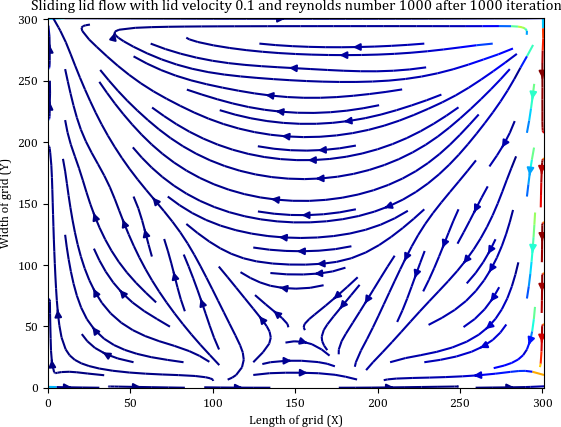 Sliding lid flow with lid velocity 0.1 and reynolds number 1000 after 1000 iteration
Width of grid (Y)
300
250
200
150
100
50
0
0 50 100 150 200 250 300
Length of grid (X)